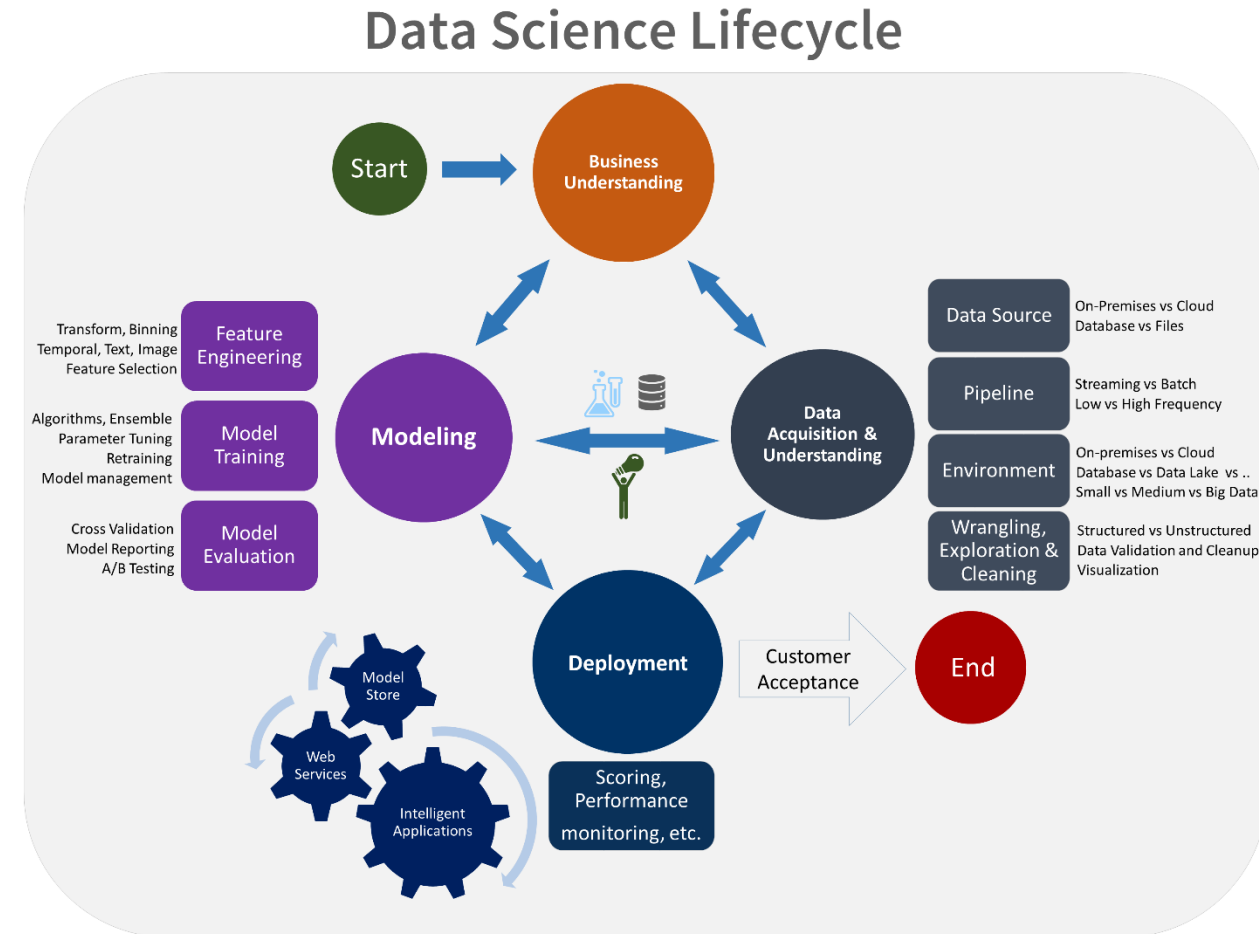 Data Science Lifecycle
Start
Business
Understanding
Feature
Engineering
Transform, Binning
Temporal, Text, Image
Feature Selection
Model
Training
Algorithms, Ensemble
Parameter Tuning
Retraining
Model management
Model
Evaluation
Cross Validation
Model Reporting
A/B Testing
Modeling
Data
Acquisition &
Understanding
Data Source
On-Premises vs Cloud
Database vs Files
Pipeline
Streaming vs Batch
Low vs High Frequency
Environment
On-premises vs Cloud
Database vs Data Lake vs ..
Small vs Medium vs Big Data
Wrangling,
Exploration &
Cleaning
Structured vs Unstructured
Data Validation and Cleanup
Visualization
Deployment
Customer
Acceptance
End
Scoring,
Performance
monitoring, etc.
Model
Store
Web
Services
Intelligent
Applications